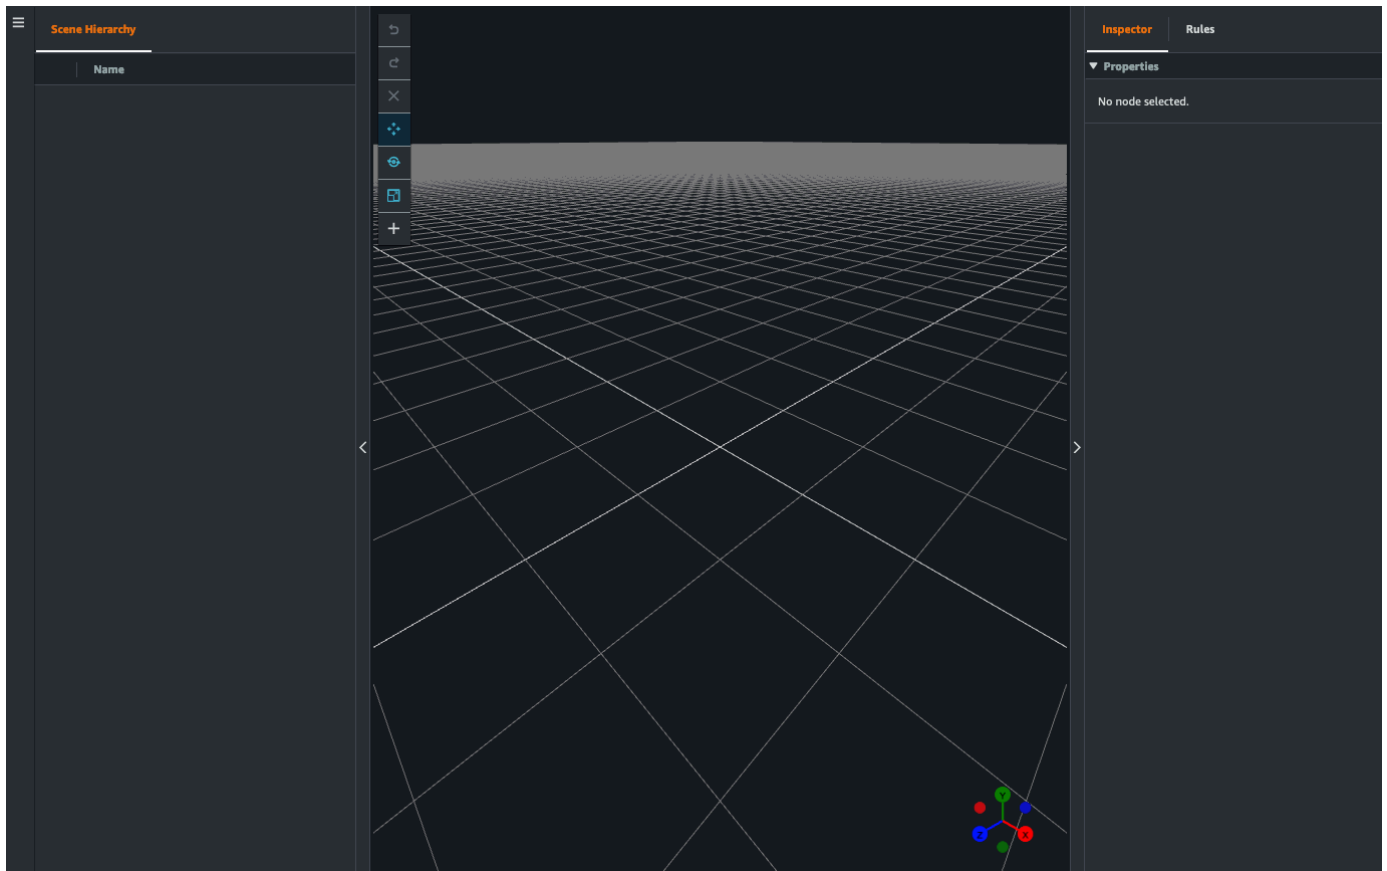 Scene Hierarchy
Name
Inspector
Rules
Properties
No node selected.
Y
Z
X